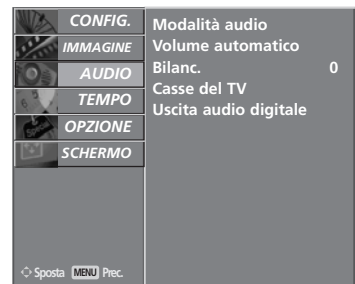 CONFIG.
IMMAGINE
AUDIO
TEMPO
OPZIONE
SCHERMO
Modalità audio
Volume automatico
Bilanc. 0
Casse del TV
Uscita audio digitale
Sposta MENU Prec.